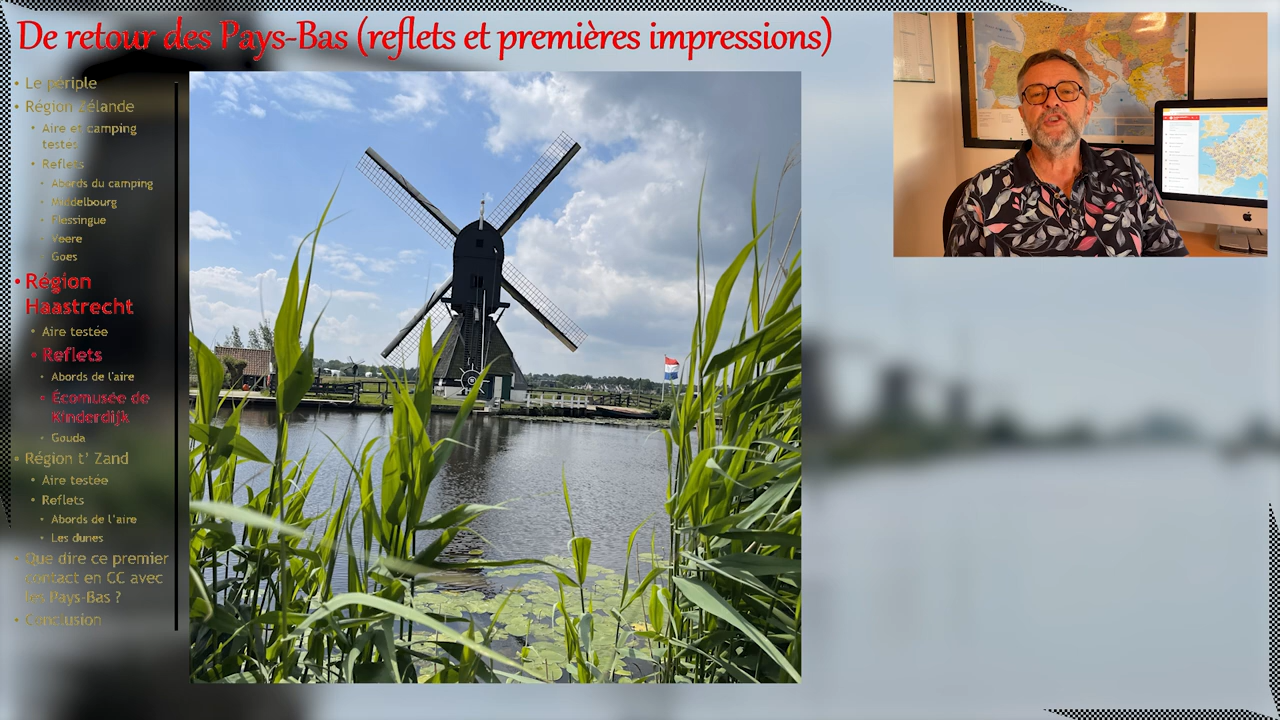 De retour des Pays-Bas (reflets et premières impressions)
• Le périple
• Région Zélande
• Aire et camping
testés
• Reflets
• Abords du camping
• Middelbourg
• Flessingue
• Veere
Goes
• Région
Haastrecht
• Aire testée
• Reflets
• Abords de l'aire
• Ecomusée de
Kinderdijk
• Gouda
• Région t' Zand
• Aire testée
• Reflets
• Abords de l'aire
• Les dunes
• Que dire ce premier
contact en CC avec
les Pays-Bas ?
• Conclusion